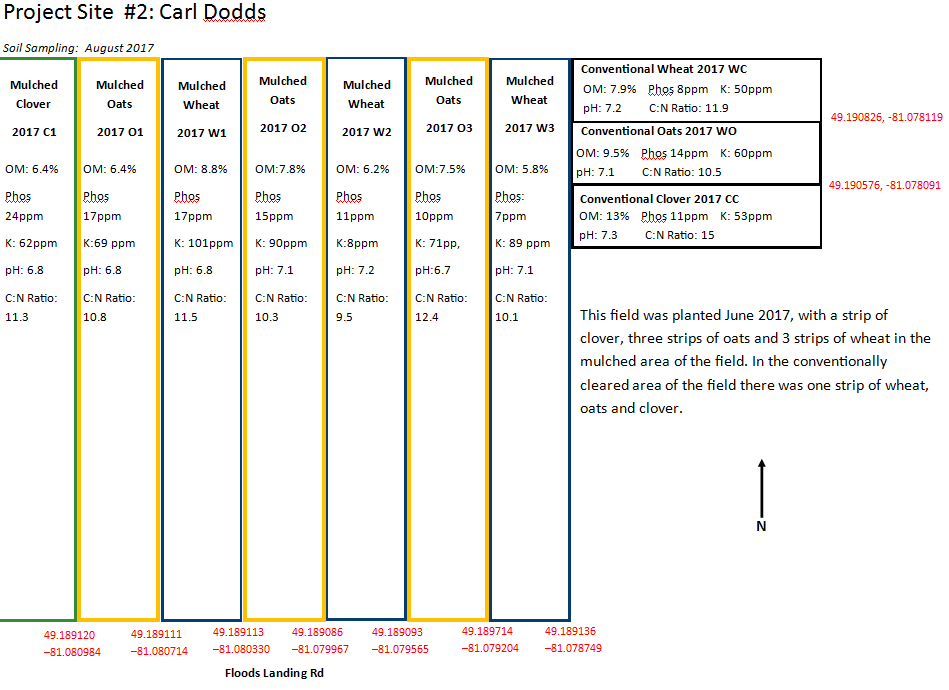 Project Site  #2: Carl Dodds
Soil Sampling:  August 2017
Mulched
Clover
2017 C1
OM: 6.4%
Phos
24ppm
K: 62ppm
pH: 6.8
C:N Ratio:
11.3
Mulched
Oats
2017 O1
OM: 6.4%
Phos
17ppm
K:69 ppm
pH: 6.8
C:N Ratio:
10.8
Mulched
Wheat
2017 W1
OM: 8.8%
Phos
17ppm
K: 101ppm
pH: 6.8
C:N Ratio:
11.5
Mulched
Oats
2017 O2
OM:7.8%
Phos
15ppm
K: 90ppm
pH: 7.1
C:N Ratio:
10.3
Mulched
Wheat
2017 W2
OM: 6.2%
Phos
11ppm
K:8ppm
pH: 7.2
C:N Ratio:
9.5
Mulched
Oats
2017 O3
OM:7.5%
Phos
10ppm
K: 71pp,
pH:6.7
C:N Ratio:
12.4
Mulched
Wheat
2017 W3
OM: 5.8%
Phos:
7ppm
K: 89 ppm
pH: 7.1
C:N Ratio:
10.1
Conventional Wheat 2017 WC
OM: 7.9%   Phos 8ppm   K: 50ppm
pH: 7.2   C:N Ratio: 11.9
Conventional Oats 2017 WO
OM: 9.5%   Phos 14ppm   K: 60ppm
pH: 7.1   C:N Ratio: 10.5
Conventional Clover 2017 CC
OM: 13%   Phos 11ppm   K: 53ppm
pH: 7.3   C:N Ratio: 15
49.190826, -81.078119
49.190576, -81.078091
This field was planted June 2017, with a strip of
clover, three strips of oats and 3 strips of wheat in the
mulched area of the field. In the conventionally
cleared area of the field there was one strip of wheat,
oats and clover.
N
49.189120
–81.080984
49.189111
–81.080714
49.189113
–81.080330
49.189086
–81.079967
49.189093
–81.079565
49.189714
–81.079204
49.189136
–81.078749
Floods Landing Rd